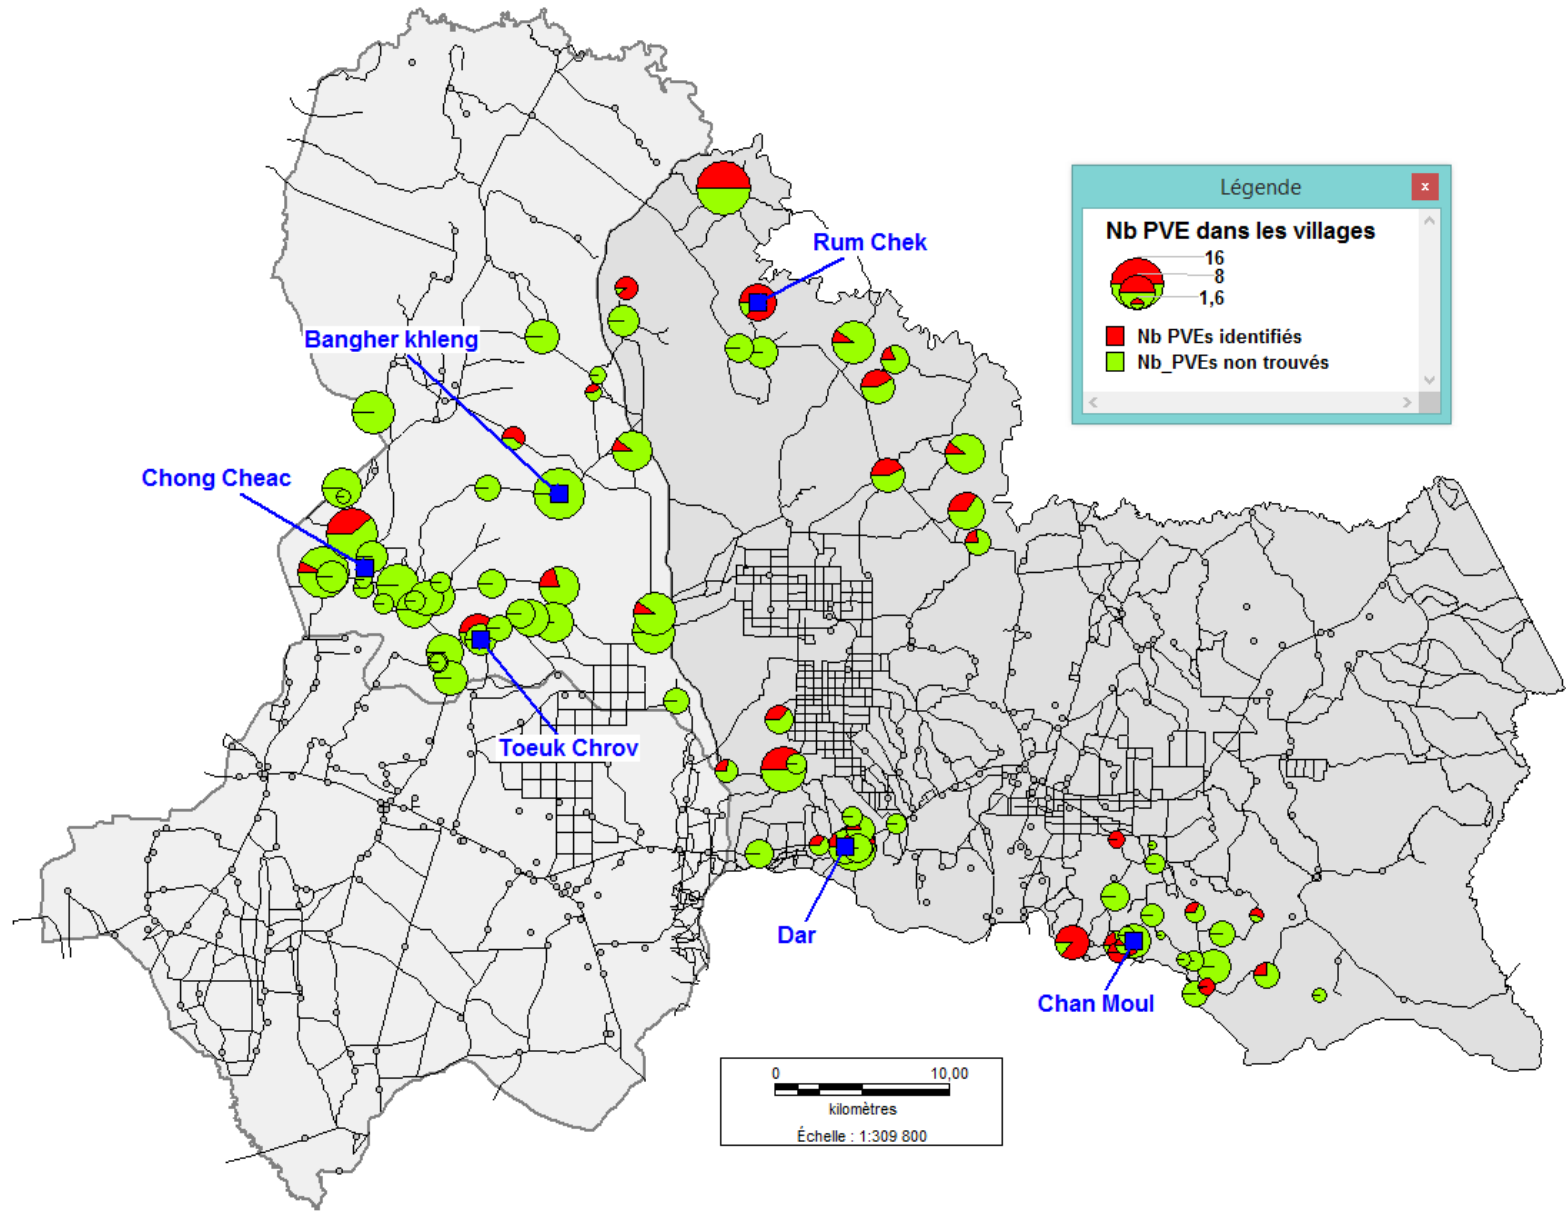 Légende
x
Nb PVE dans les villages
16
8
1,6
Nb PVEs identifiés
Nb_PVEs non trouvés
Rum Chek
Bangher khleng
Chong Cheac
Toeuk Chrov
Dar
Chan Moul
0 10,00
kilomètres
Échelle : 1:309 800